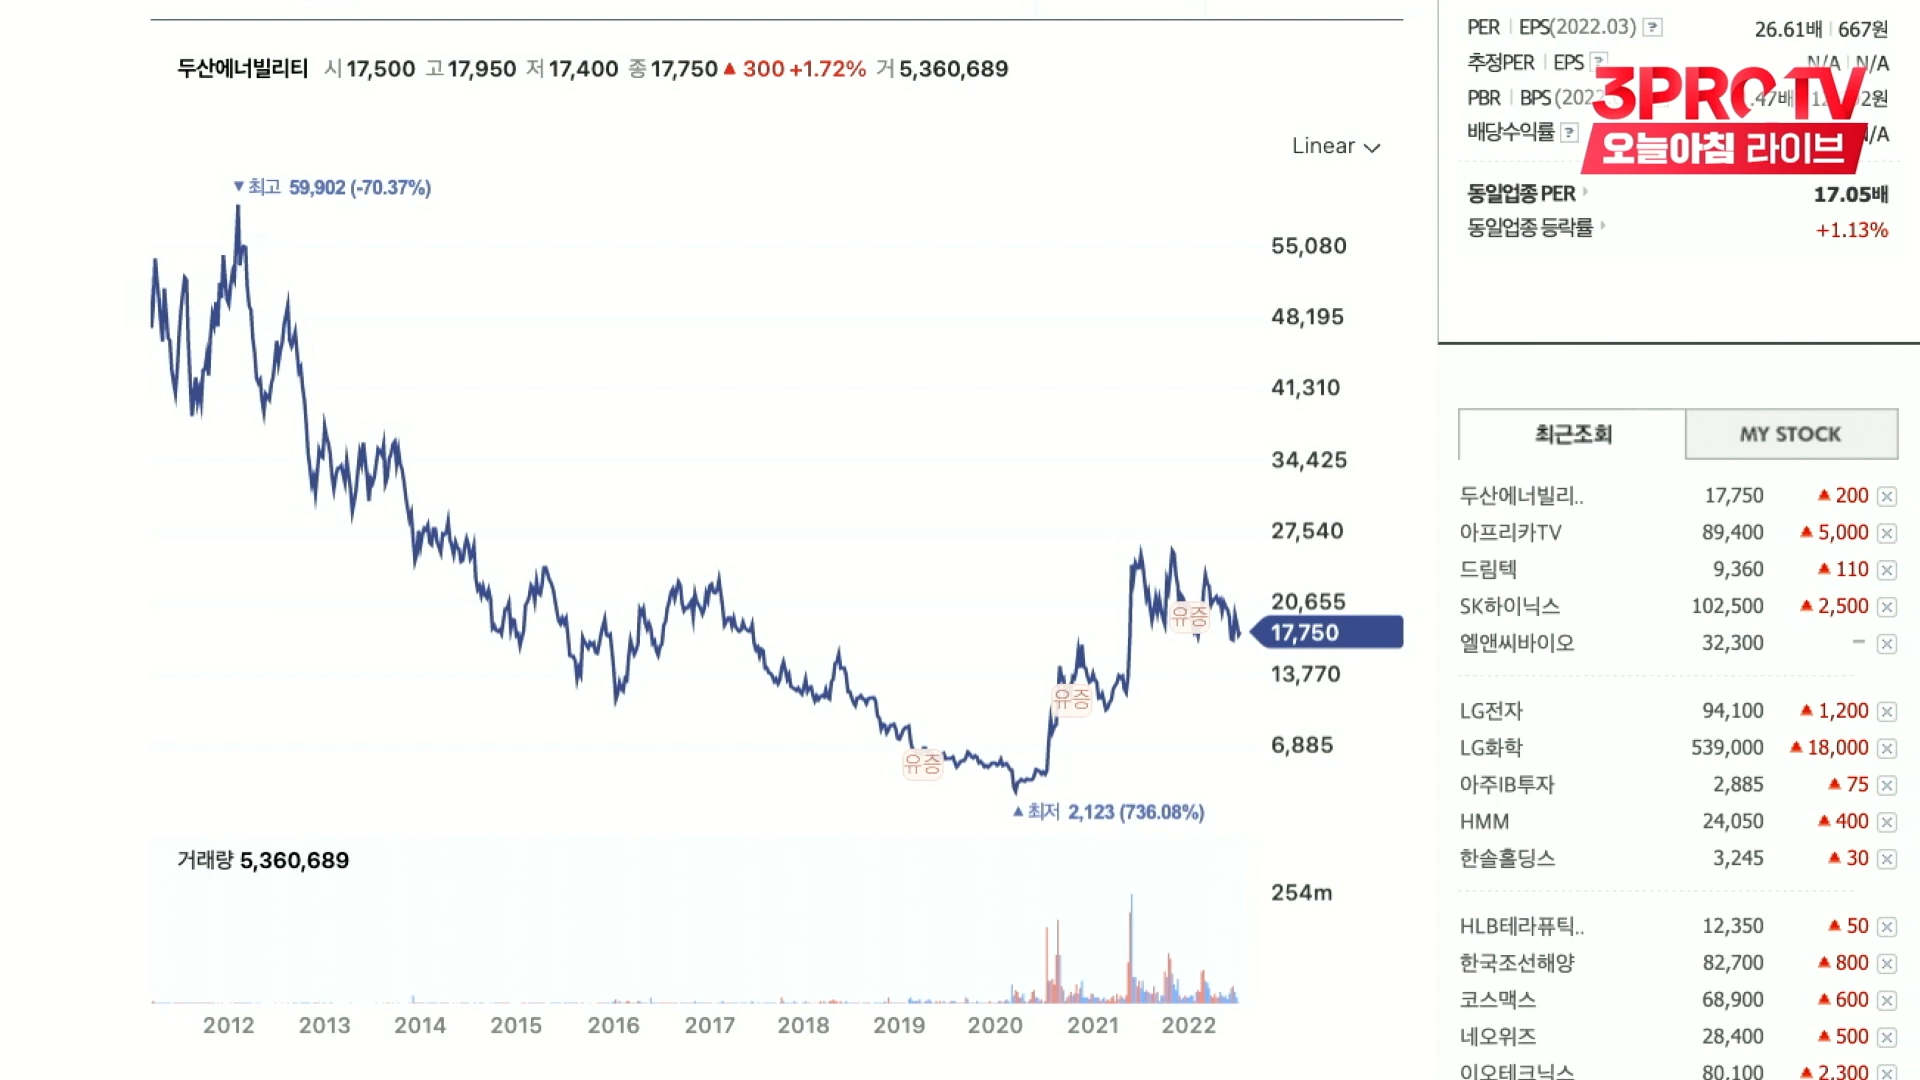 두산에너빌리티 시 17,500 고 17,950 저 17,400 종 17,750 ▲ 300 +1.72% 거 5,360,689
Linear
▼최고 59,902 (-70.37%)
55,080
48,195
41,310
34,425
27,540
20,655
17,750
13,770
6,885
유증
유증
유증
▲최저 2,123 (736.08%)
거래량 5,360,689
254m
2012 2013 2014 2015 2016 2017 2018 2019 2020 2021 2022
PER | EPS(2022.03) ? 26.61배 | 667원
추정PER | EPS ? N/A | N/A
PBR | BPS (2022 .47배
배당수익률 ? N/A
3PROTV
오늘아침 라이브
동일업종 PER 17.05배
동일업종 등락률 +1.13%
최근조회 MY STOCK
두산에너빌리.. 17,750 ▲ 200
아프리카TV 89,400 ▲ 5,000
드림텍 9,360 ▲ 110
SK하이닉스 102,500 ▲ 2,500
엘앤씨바이오 32,300 –
LG전자 94,100 ▲ 1,200
LG화학 539,000 ▲ 18,000
아주IB투자 2,885 ▲ 75
HMM 24,050 ▲ 400
한솔홀딩스 3,245 ▲ 30
HLB테라퓨틱.. 12,350 ▲ 50
한국조선해양 82,700 ▲ 800
코스맥스 68,900 ▲ 600
네오위즈 28,400 ▲ 500
이오테크닉스 80,100 ▲ 2,300